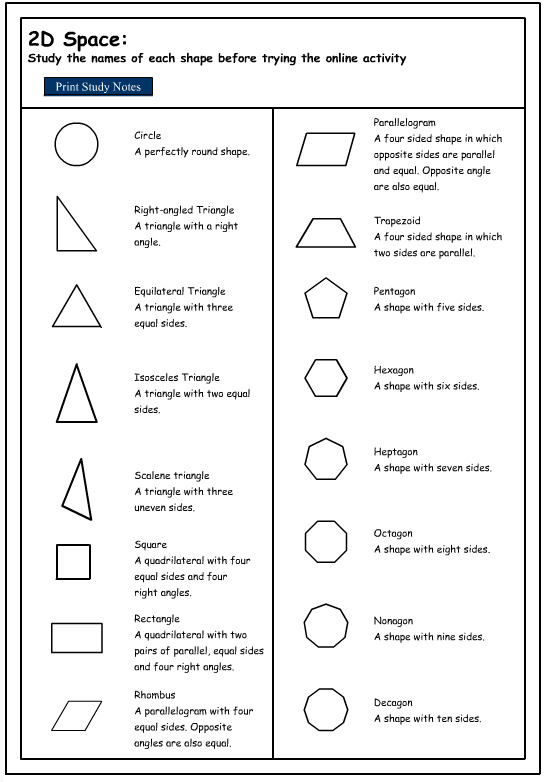 2D Space:
Study the names of each shape before trying the online activity
Print Study Notes
Circle
A perfectly round shape.
Right-angled Triangle
A triangle with a right
angle.
Equilateral Triangle
A triangle with three
equal sides.
Isosceles Triangle
A triangle with two equal
sides.
Scalene triangle
A triangle with three
uneven sides.
Square
A quadrilateral with four
equal sides and four
right angles.
Rectangle
A quadrilateral with two
pairs of parallel, equal sides
and four right angles.
Rhombus
A parallelogram with four
equal sides. Opposite
angles are also equal.
Parallelogram
A four sided shape in which
opposite sides are parallel
and equal. Opposite angle
are also equal.
Trapezoid
A four sided shape in which
two sides are parallel.
Pentagon
A shape with five sides.
Hexagon
A shape with six sides.
Heptagon
A shape with seven sides.
Octagon
A shape with eight sides.
Nonagon
A shape with nine sides.
Decagon
A shape with ten sides.